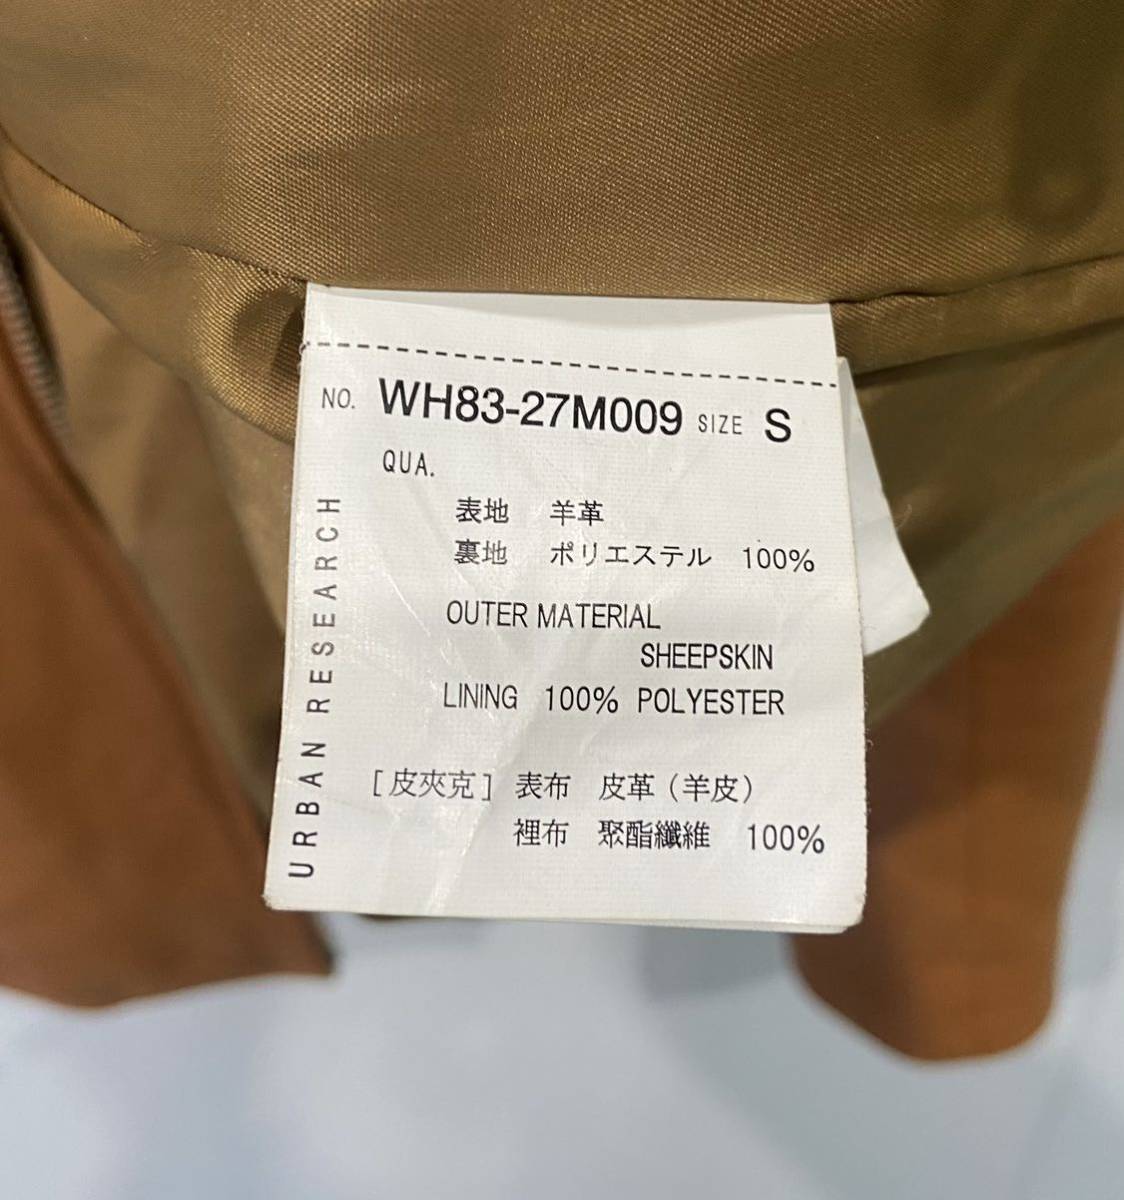 NO. WH83-27M009 SIZE S
QUA.
表地 羊革
裏地 ポリエステル 100%
OUTER MATERIAL
SHEEPSKIN
LINING 100% POLYESTER
[皮夾克] 表布 皮革(羊皮)
裡布 聚酯纖維 100%
URBAN RESEARCH